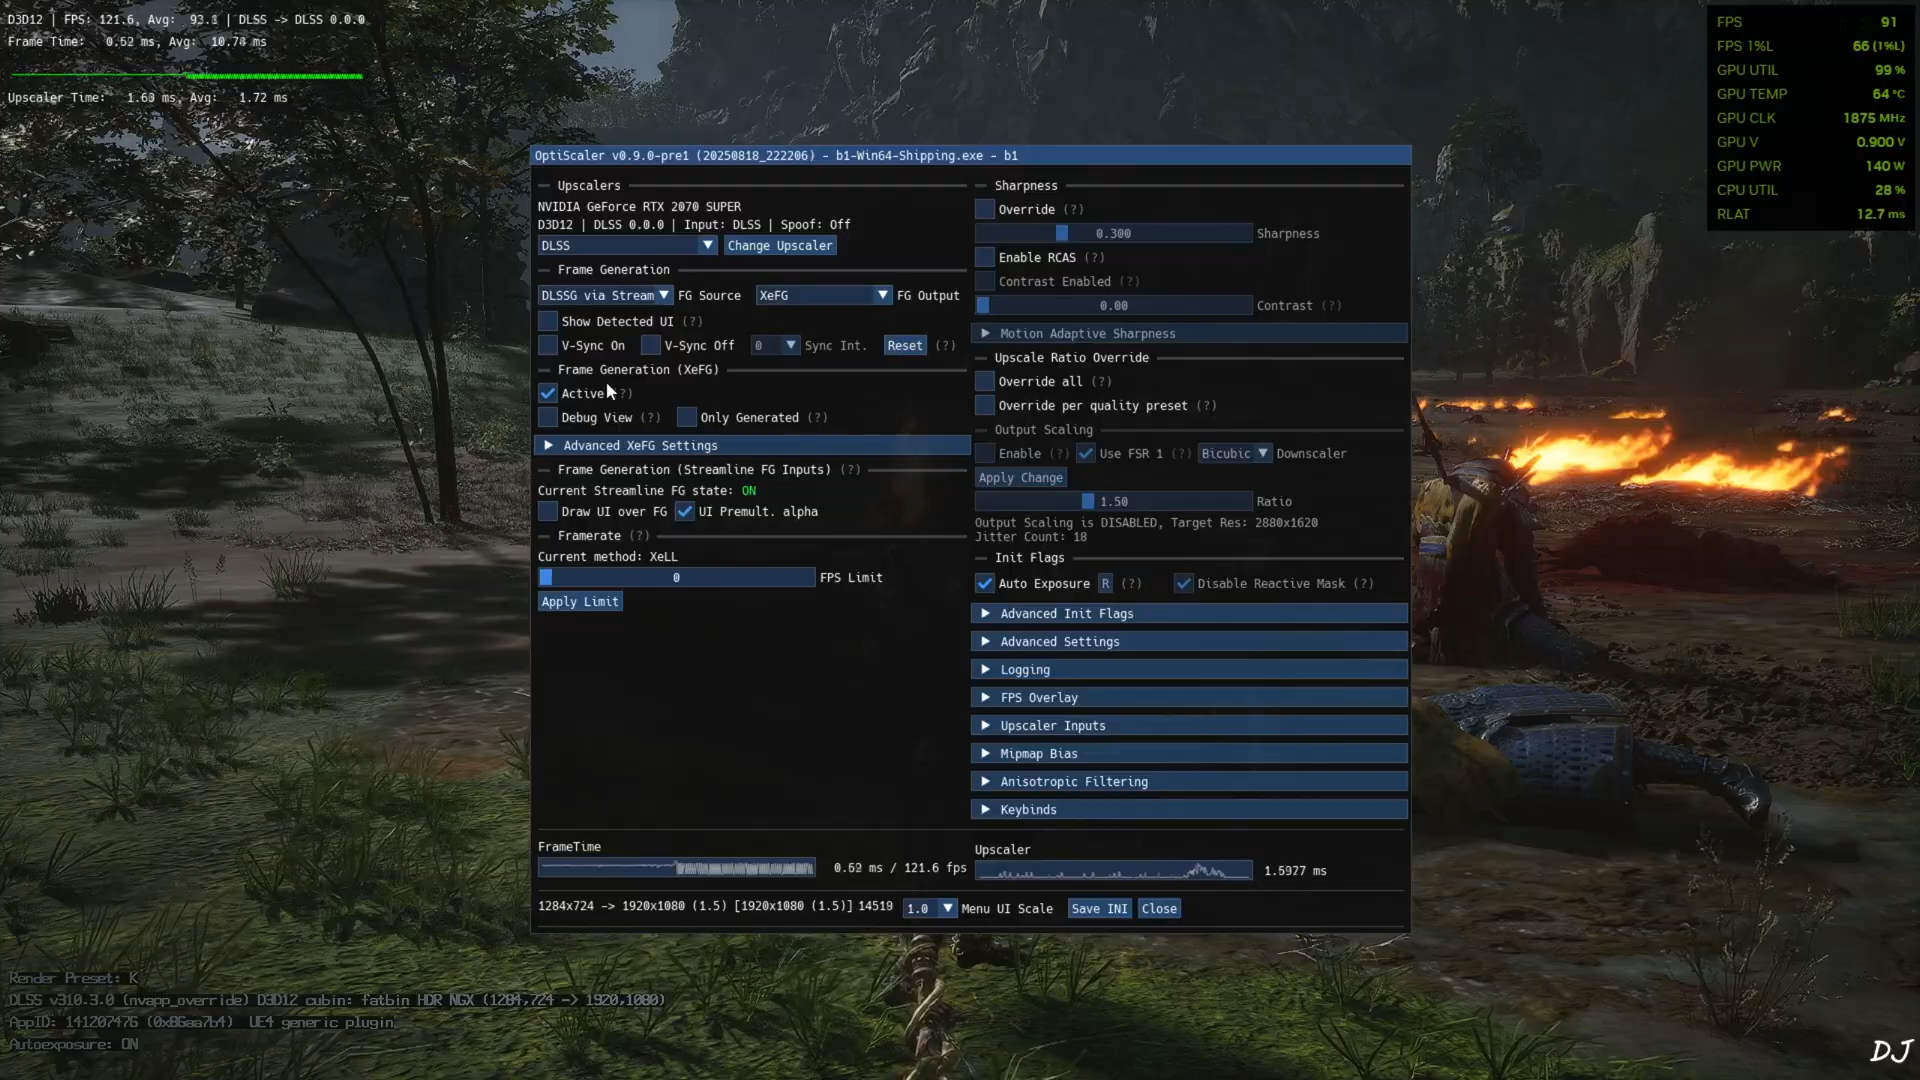 D3D12 | FPS: 121.6, Avg: 93.1 | DLSS -> DLSS 0.0.0
Frame Time: 0.52 ms, Avg: 10.74 ms
Upscaler Time: 1.60 ms, Avg: 1.72 ms
FPS 91
FPS 1%L 66 (1%L)
GPU UTIL 99 %
GPU TEMP 64 °C
GPU CLK 1875 MHz
GPU V 0.900 V
GPU PWR 140 W
CPU UTIL 28 %
RLAT 12.7 ms
OptiScaler v0.9.0-pre1 (20250818_222206) - b1-Win64-Shipping.exe - b1
Upscalers
NVIDIA GeForce RTX 2070 SUPER
D3D12 | DLSS 0.0.0 | Input: DLSS | Spoof: Off
DLSS Change Upscaler
Frame Generation
DLSSG via Stream FG Source XeFG FG Output
Show Detected UI (?)
V-Sync On V-Sync Off 0 Sync Int. Reset (?)
Frame Generation (XeFG)
Active ?)
Debug View (?) Only Generated (?)
Advanced XeFG Settings
Frame Generation (Streamline FG Inputs) (?)
Current Streamline FG state: ON
Draw UI over FG UI Premult. alpha
Framerate (?)
Current method: XeLL
0 FPS Limit
Apply Limit
Sharpness
Override (?)
0.300 Sharpness
Enable RCAS (?)
Contrast Enabled (?)
0.00 Contrast (?)
Motion Adaptive Sharpness
Upscale Ratio Override
Override all (?)
Override per quality preset (?)
Output Scaling
Enable (?) Use FSR 1 (?) Bicubic Downscaler
Apply Change
1.50 Ratio
Output Scaling is DISABLED, Target Res: 2880x1620
Jitter Count: 18
Init Flags
Auto Exposure R (?) Disable Reactive Mask (?)
Advanced Init Flags
Advanced Settings
Logging
FPS Overlay
Upscaler Inputs
Mipmap Bias
Anisotropic Filtering
Keybinds
FrameTime
0.52 ms / 121.6 fps
Upscaler
1.5977 ms
1284x724 -> 1920x1080 (1.5) [1920x1080 (1.5)] 14519 1.0 Menu UI Scale Save INI Close
Render Preset: K
DLSS v310.3.0 (nvapp_override) D3D12 cubin: fatbin HDR NGX (1284,724 -> 1920,1080)
AppID: 141207476 (0x86aa7b4) UE4 generic plugin
Autoexposure: ON
DJ